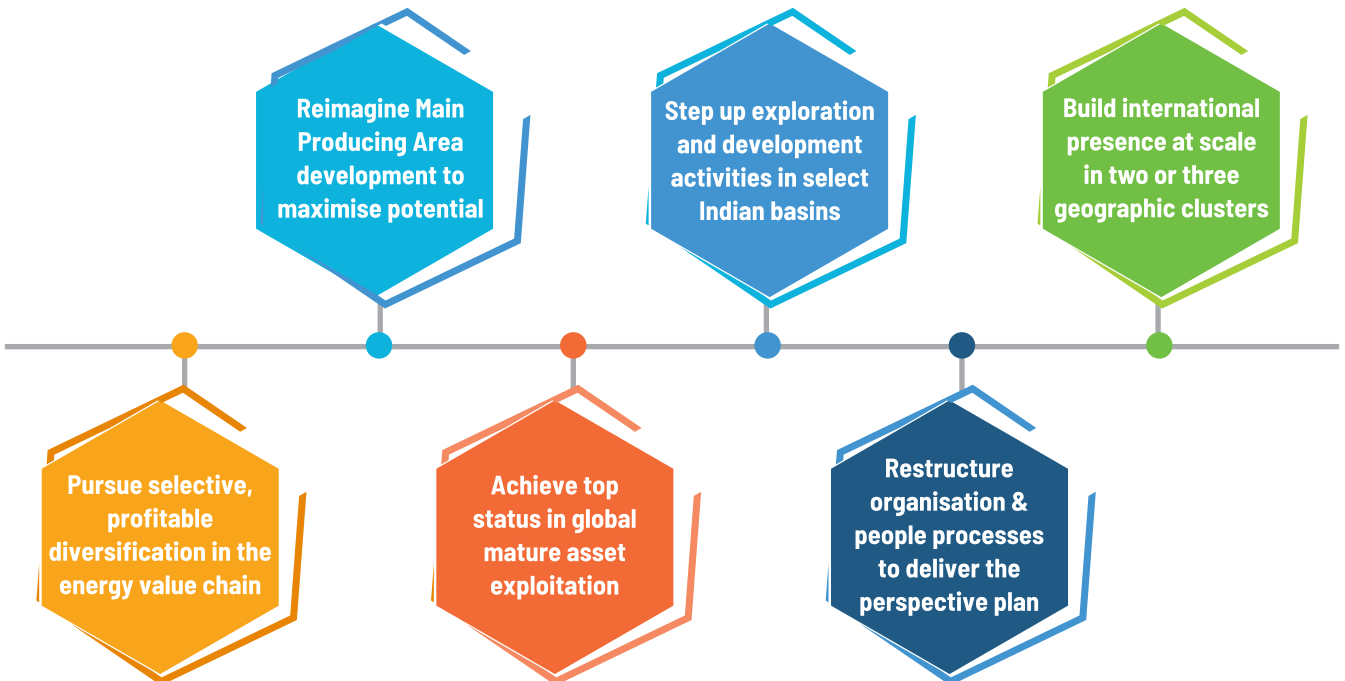 Reimagine Main
Producing Area
development to
maximise potential
Step up exploration
and development
activities in select
Indian basins
Build international
presence at scale
in two or three
geographic clusters
Pursue selective,
profitable
diversification in the
energy value chain
Achieve top
status in global
mature asset
exploitation
Restructure
organisation &
people processes
to deliver the
perspective plan